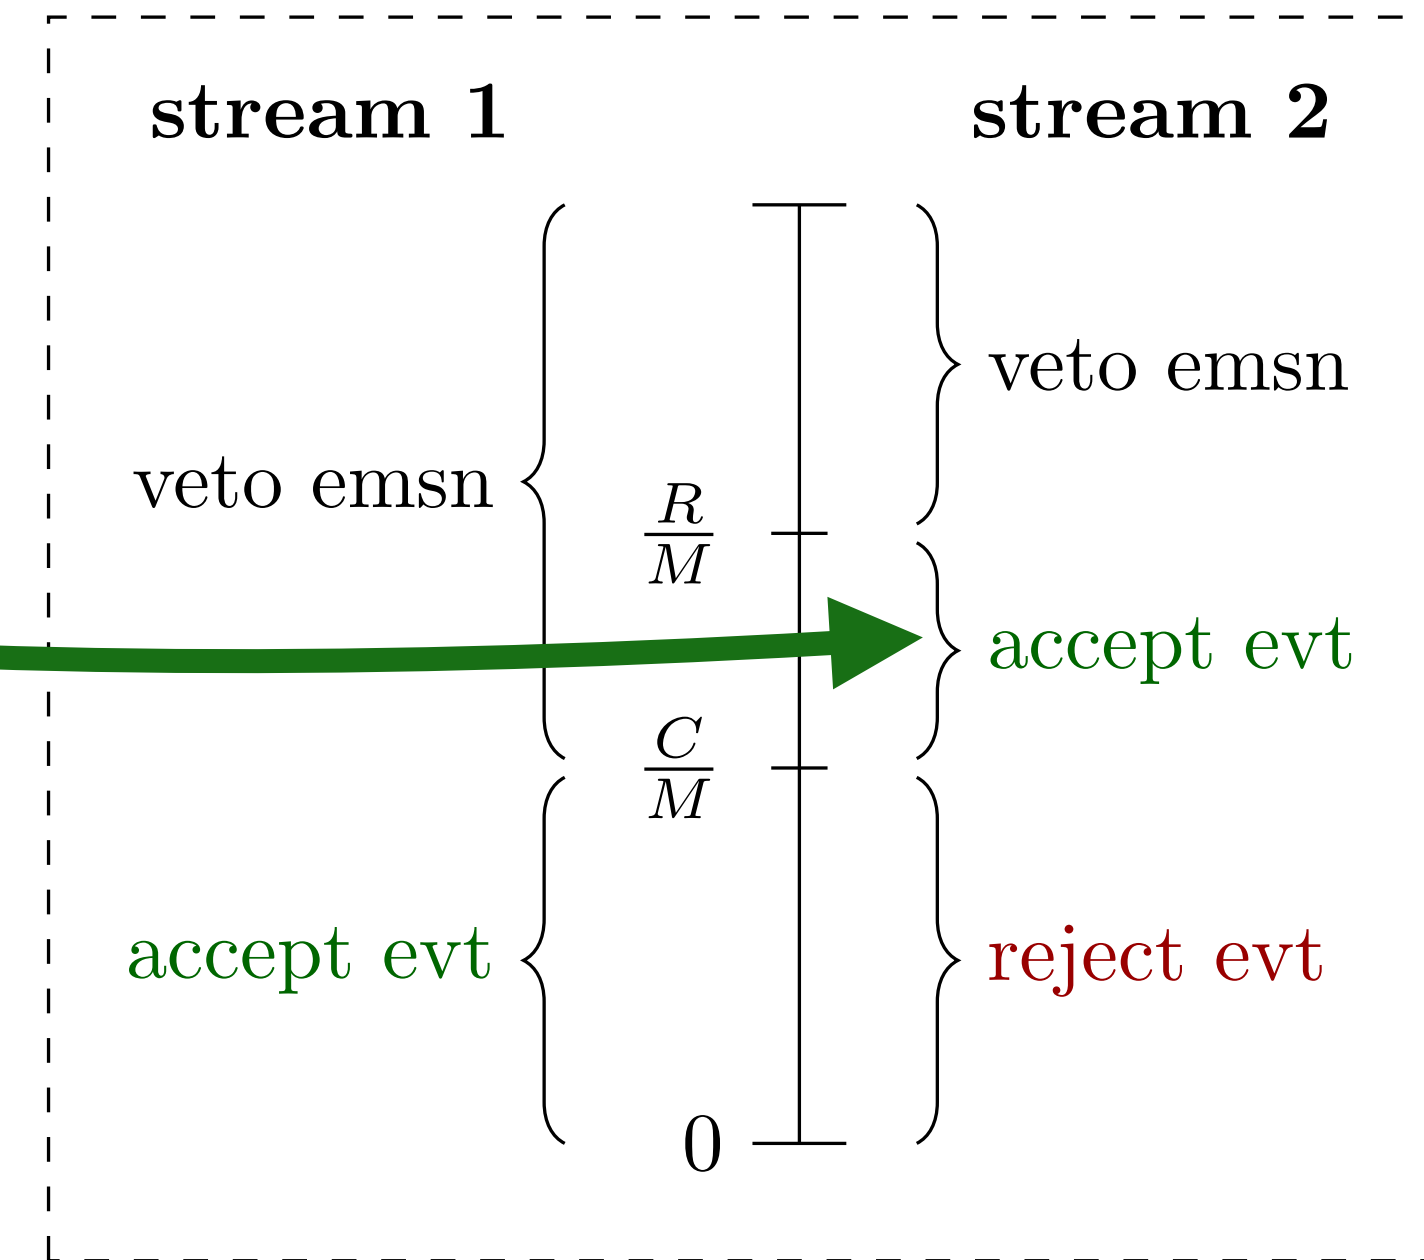 stream 1
stream 2
veto emsn
veto emsn
R
M
accept evt
C
M
accept evt
reject evt
0